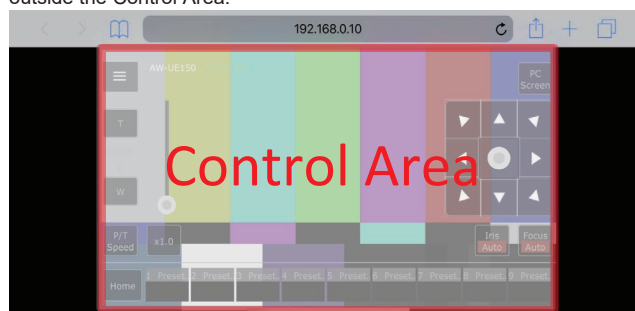 outside the Control Area.
192.168.0.10
AW-UE150
PC
Screen
T
Control Area
W
P/T
Speed
x1.0
Iris
Auto
Focus
Auto
Home
1 Preset. 2 Preset. 3 Preset. 4 Preset. 5 Preset. 6 Preset. 7 Preset. 8 Preset. 9 Preset.